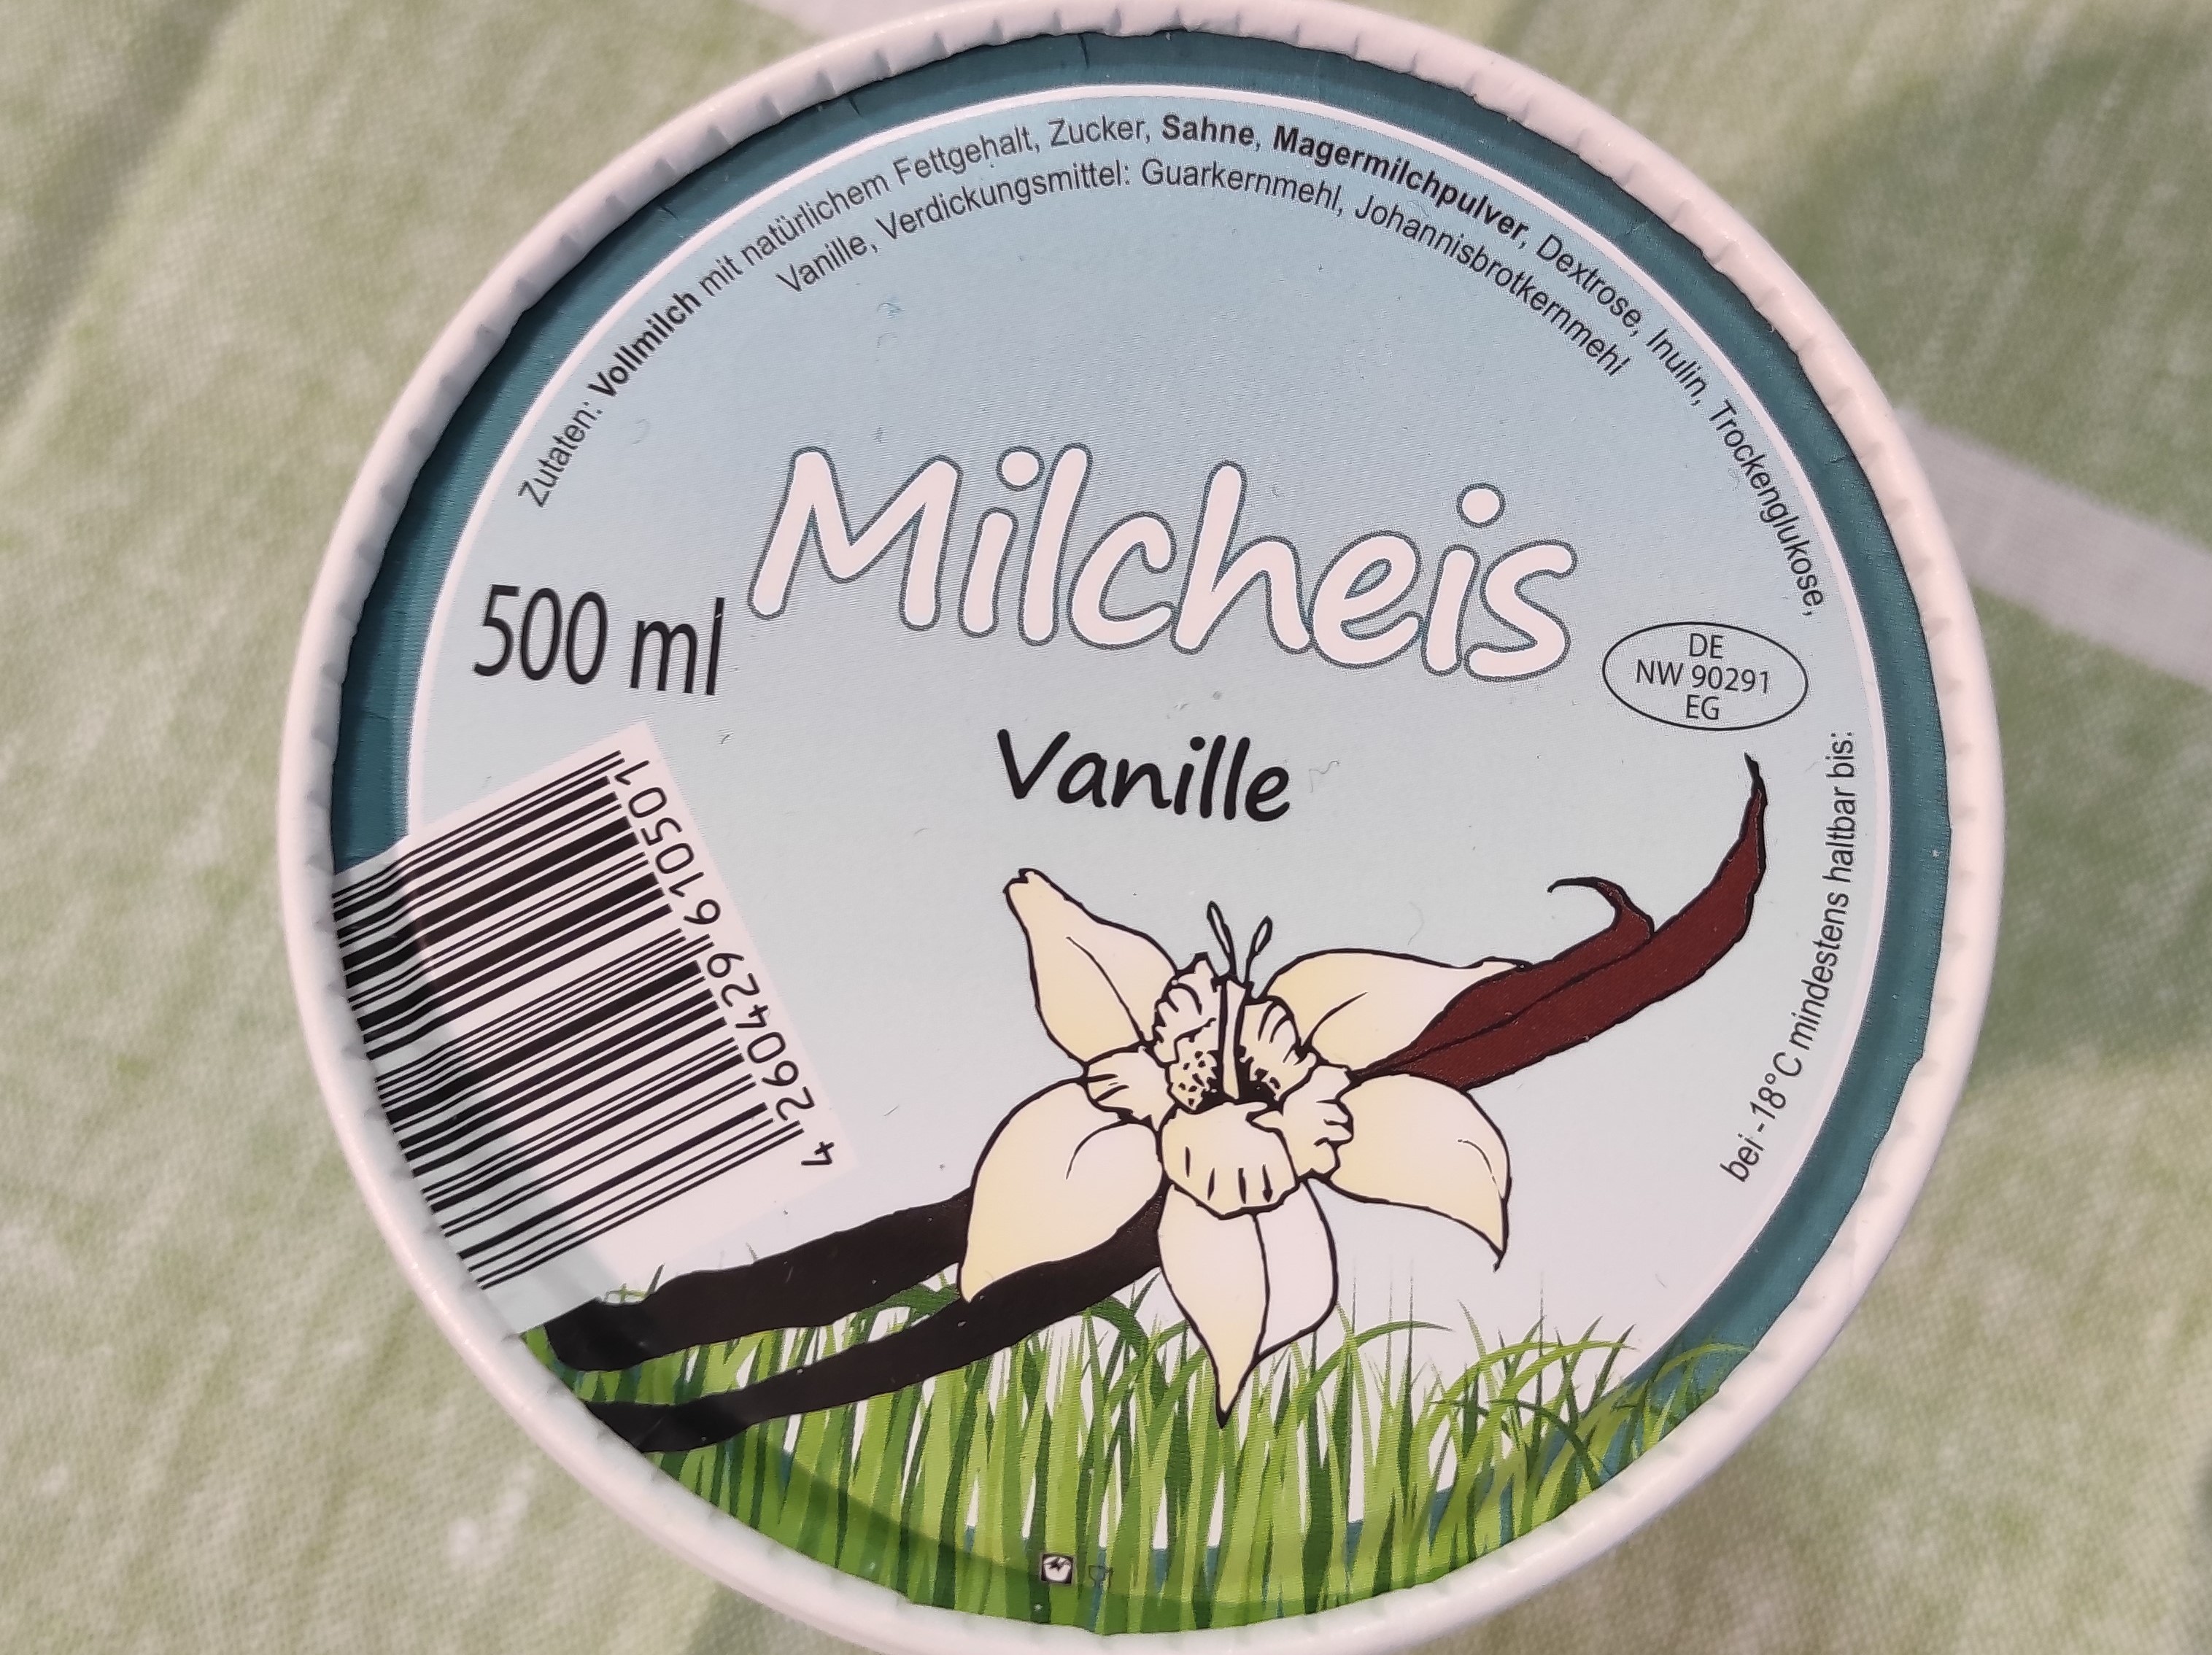 Zutaten: Vollmilch mit natürlichem Fettgehalt, Zucker, Sahne, Magermilchpulver, Dextrose, Inulin, Trockenglukose,
Vanille, Verdickungsmittel: Guarkernmehl, Johannisbrotkernmehl
Milcheis
500 ml
DE
NW 90291
EG
Vanille
4 260429 610501
bei -18°C mindestens haltbar bis: